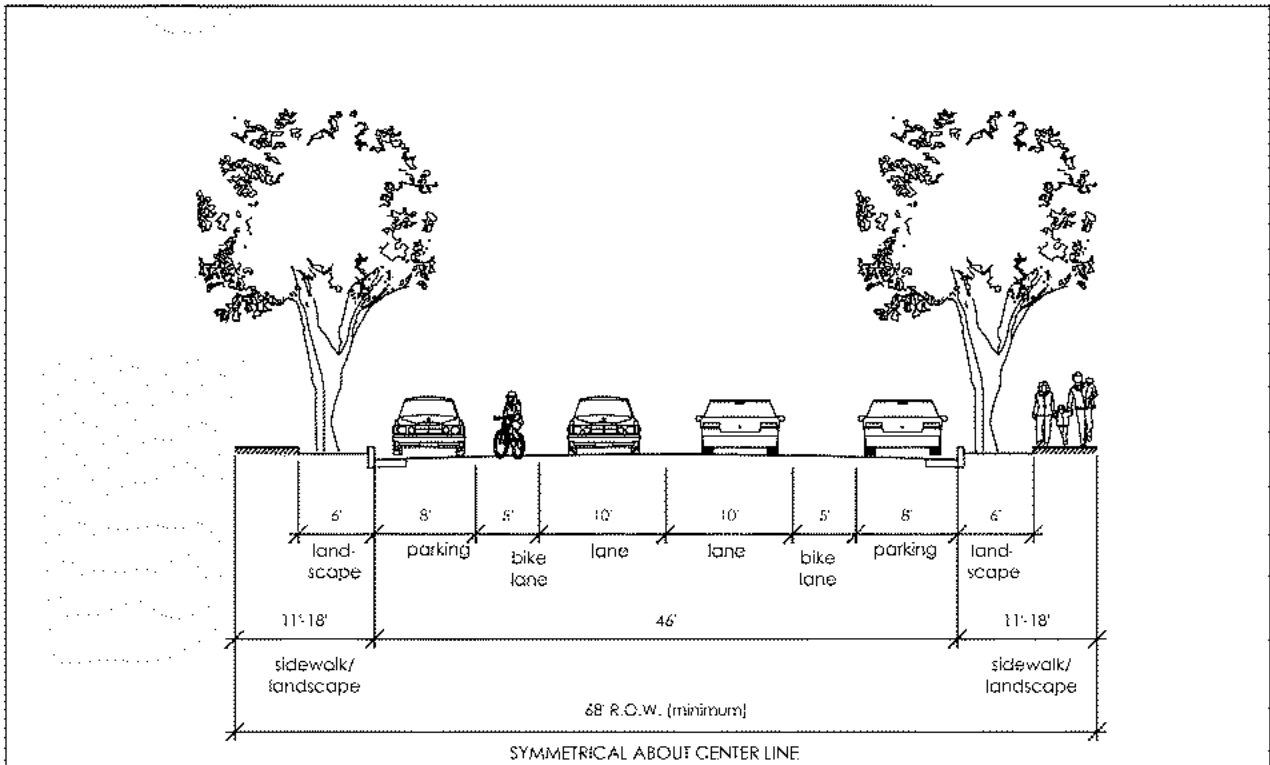 6' 8' 5' 10' 10' 5' 8' 6'
land-
scape
parking
bike
lane
lane
lane
bike
lane
parking
land-
scape
11'-18' 46' 11'-18'
sidewalk/
landscape
sidewalk/
landscape
68' R.O.W. (minimum)
SYMMETRICAL ABOUT CENTER LINE